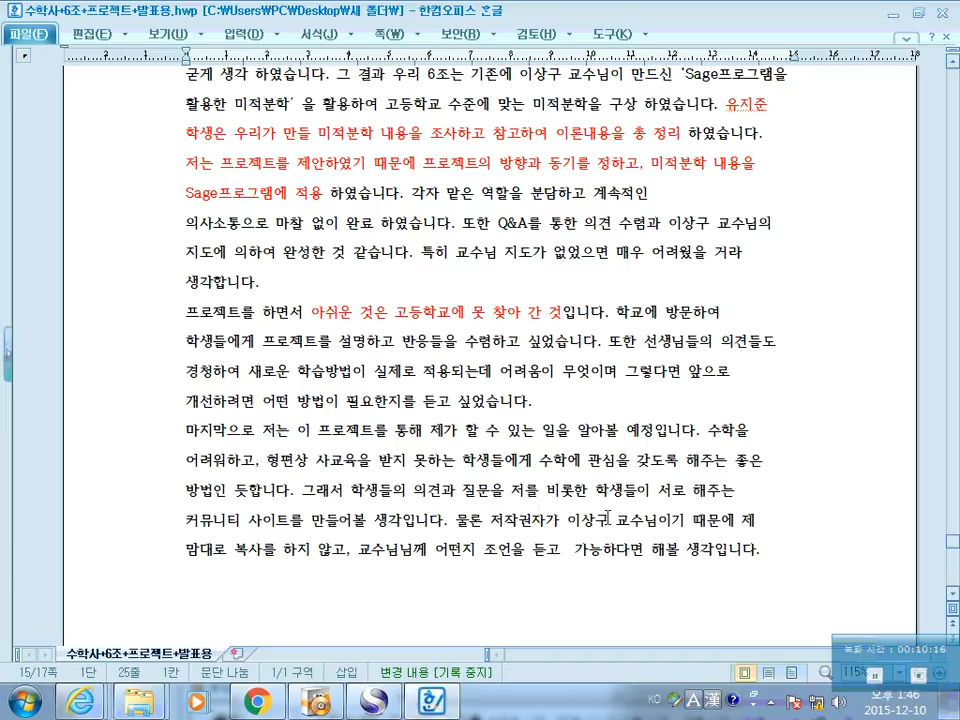 수학사+6조+프로젝트+발표용.hwp [C:₩Users₩PC₩Desktop₩새 폴더₩] - 한컴오피스 흔글
파일(F) 편집(E) 보기(U) 입력(D) 서식(J) 쪽(W) 보안(R) 검토(H) 도구(K)
2 1 1 2 3 4 5 6 7 8 9 10 11 12 13 14 15 16 17 18
굳게 생각 하였습니다. 그 결과 우리 6조는 기존에 이상구 교수님이 만드신 'Sage프로그램을
활용한 미적분학' 을 활용하여 고등학교 수준에 맞는 미적분학을 구상 하였습니다. 유지준
학생은 우리가 만들 미적분학 내용을 조사하고 참고하여 이론내용을 총 정리 하였습니다.
저는 프로젝트를 제안하였기 때문에 프로젝트의 방향과 동기를 정하고, 미적분학 내용을
Sage프로그램에 적용 하였습니다. 각자 맡은 역할을 분담하고 계속적인
의사소통으로 마찰 없이 완료 하였습니다. 또한 Q&A를 통한 의견 수렴과 이상구 교수님의
지도에 의하여 완성한 것 같습니다. 특히 교수님 지도가 없었으면 매우 어려웠을 거라
생각합니다.
프로젝트를 하면서 아쉬운 것은 고등학교에 못 찾아 간 것입니다. 학교에 방문하여
학생들에게 프로젝트를 설명하고 반응들을 수렴하고 싶었습니다. 또한 선생님들의 의견들도
경청하여 새로운 학습방법이 실제로 적용되는데 어려움이 무엇이며 그렇다면 앞으로
개선하려면 어떤 방법이 필요한지를 듣고 싶었습니다.
마지막으로 저는 이 프로젝트를 통해 제가 할 수 있는 일을 알아볼 예정입니다. 수학을
어려워하고, 형편상 사교육을 받지 못하는 학생들에게 수학에 관심을 갖도록 해주는 좋은
방법인 듯합니다. 그래서 학생들의 의견과 질문을 저를 비롯한 학생들이 서로 해주는
커뮤니티 사이트를 만들어볼 생각입니다. 물론 저작권자가 이상구 교수님이기 때문에 제
맘대로 복사를 하지 않고, 교수님님께 어떤지 조언을 듣고 가능하다면 해볼 생각입니다.
수학사+6조+프로젝트+발표용
녹화 시간 : 00:10:16
15/17쪽 1단 25줄 1칸 문단 나눔 1/1 구역 삽입 변경 내용 [기록 중지] 115%
KO A 漢 오후 1:46
2015-12-10